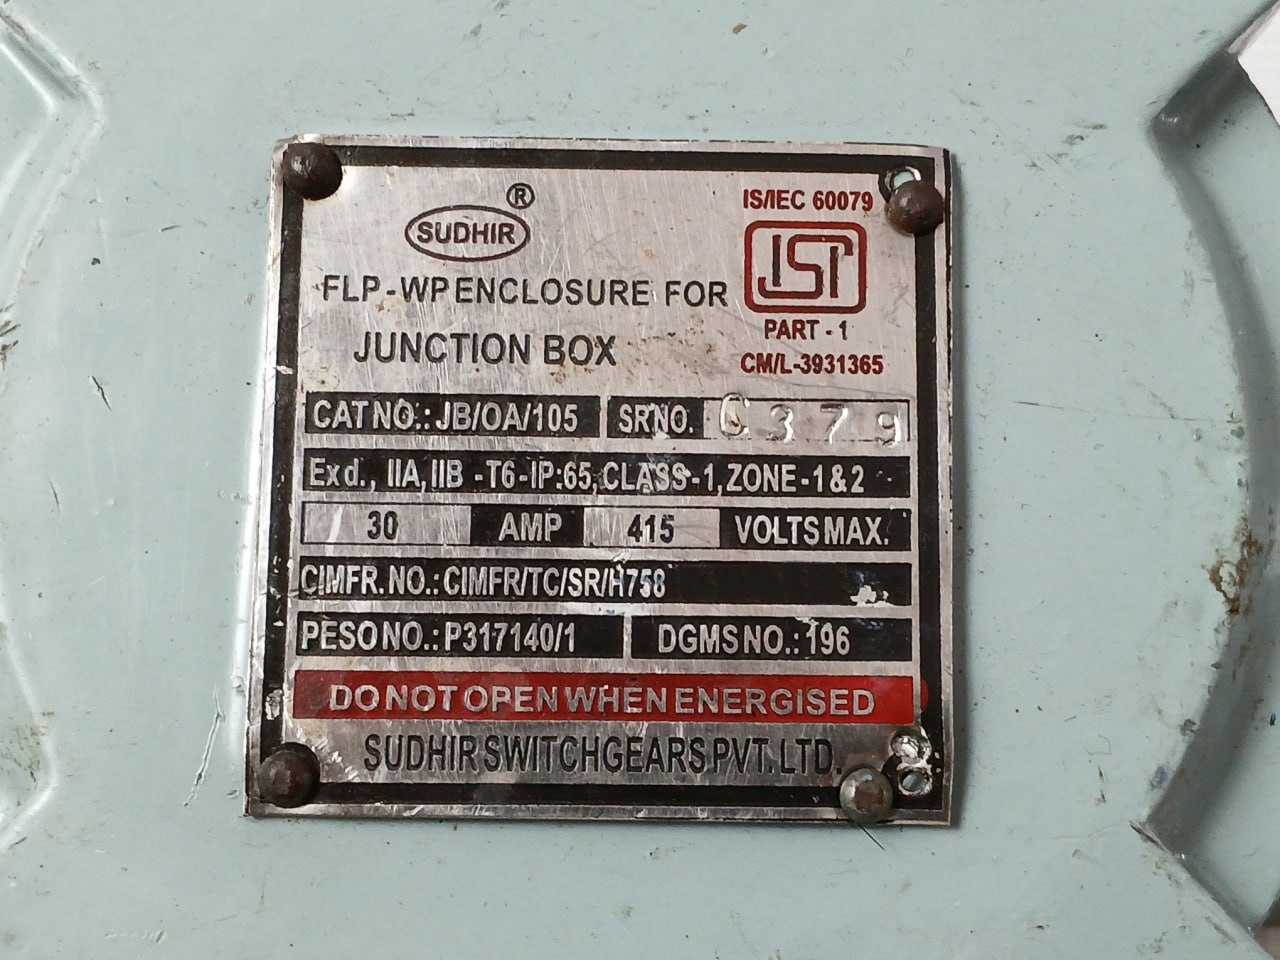 SUDHIR ®
IS/IEC 60079
ISI
PART - 1
CM/L-3931365
FLP - WP ENCLOSURE FOR
JUNCTION BOX
CAT NO.: JB/OA/105 SR NO. C379
Ex d., IIA, IIB -T6-IP:65, CLASS-1, ZONE-1 & 2
30 AMP 415 VOLTS MAX.
CIMFR. NO.: CIMFR/TC/SR/H758
PESO NO.: P317140/1 DGMS NO.: 196
DO NOT OPEN WHEN ENERGISED
SUDHIR SWITCHGEARS PVT. LTD.